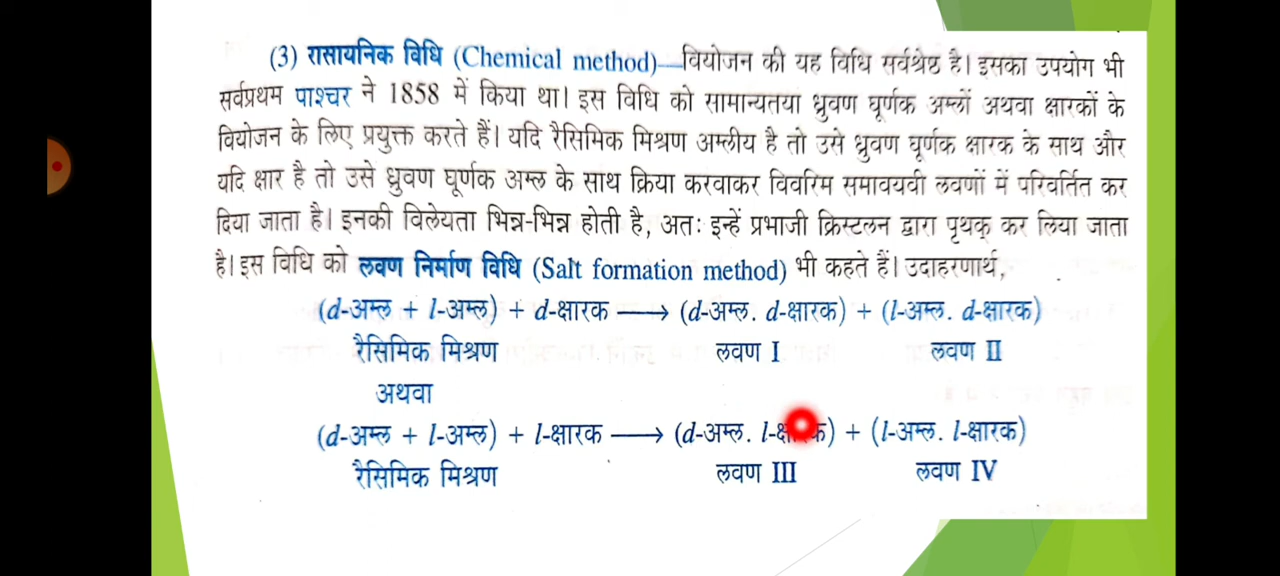 (3) रासायनिक विधि (Chemical method)—वियोजन की यह विधि सर्वश्रेष्ठ है। इसका उपयोग भी
सर्वप्रथम पाश्चर ने 1858 में किया था। इस विधि को सामान्यतया ध्रुवण घूर्णक अम्लों अथवा क्षारकों के
वियोजन के लिए प्रयुक्त करते हैं। यदि रैसिमिक मिश्रण अम्लीय है तो उसे ध्रुवण घूर्णक क्षारक के साथ और
यदि क्षार है तो उसे ध्रुवण घूर्णक अम्ल के साथ क्रिया करवाकर विवरिम समावयवी लवणों में परिवर्तित कर
दिया जाता है। इनकी विलेयता भिन्न-भिन्न होती है, अतः इन्हें प्रभाजी क्रिस्टलन द्वारा पृथक् कर लिया जाता
है। इस विधि को लवण निर्माण विधि (Salt formation method) भी कहते हैं। उदाहरणार्थ,
(d-अम्ल + l-अम्ल) + d-क्षारक ⟶ (d-अम्ल. d-क्षारक) + (l-अम्ल. d-क्षारक)
रैसिमिक मिश्रण लवण I लवण II
अथवा
(d-अम्ल + l-अम्ल) + l-क्षारक ⟶ (d-अम्ल. l-क्षारक) + (l-अम्ल. l-क्षारक)
रैसिमिक मिश्रण लवण III लवण IV